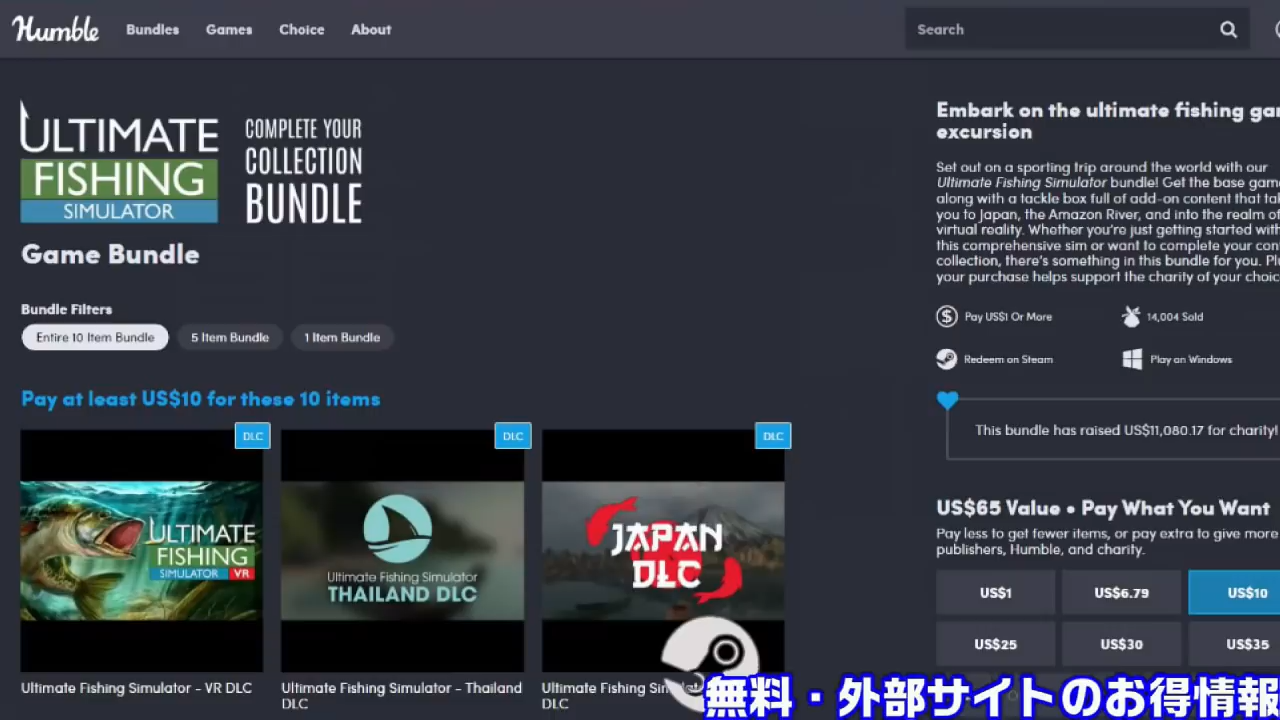 Humble
Bundles
Games
Choice
About
Search
ULTIMATE
FISHING
SIMULATOR
COMPLETE YOUR
COLLECTION
BUNDLE
Game Bundle
Bundle Filters
Entire 10 Item Bundle
5 Item Bundle
1 Item Bundle
Pay at least US$10 for these 10 items
DLC
ULTIMATE
FISHING
SIMULATOR VR
Ultimate Fishing Simulator - VR DLC
DLC
Ultimate Fishing Simulator
THAILAND DLC
Ultimate Fishing Simulator - Thailand
DLC
DLC
JAPAN
DLC
Ultimate Fishing
DLC
Embark on the ultimate fishing
excursion
Set out on a sporting trip around the world with our
Ultimate Fishing Simulator bundle! Get the base game
along with a tackle box full of add-on content that
you to Japan, the Amazon River, and into the realm of
virtual reality. Whether you're just getting started with
this comprehensive sim or want to complete your
collection, there's something in this bundle for you.
your purchase helps support the charity of your
Pay US$1 Or More
14,004 Sold
Redeem on Steam
Play on Windows
This bundle has raised US$11,080.17 for charity!
US$65 Value • Pay What You Want
Pay less to get fewer items, or pay extra to give more
publishers, Humble, and charity.
US$1
US$6.79
US$10
US$25
US$30
US$35
無料・外部サイトのお得情報